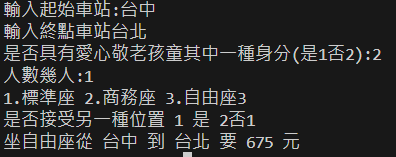 輸入起始車站:台中
輸入終點車站台北
是否具有愛心敬老孩童其中一種身分(是1否2):2
人數幾人:1
1.標準座 2.商務座 3.自由座3
是否接受另一種位置 1 是 2否1
坐自由座從 台中 到 台北 要 675 元